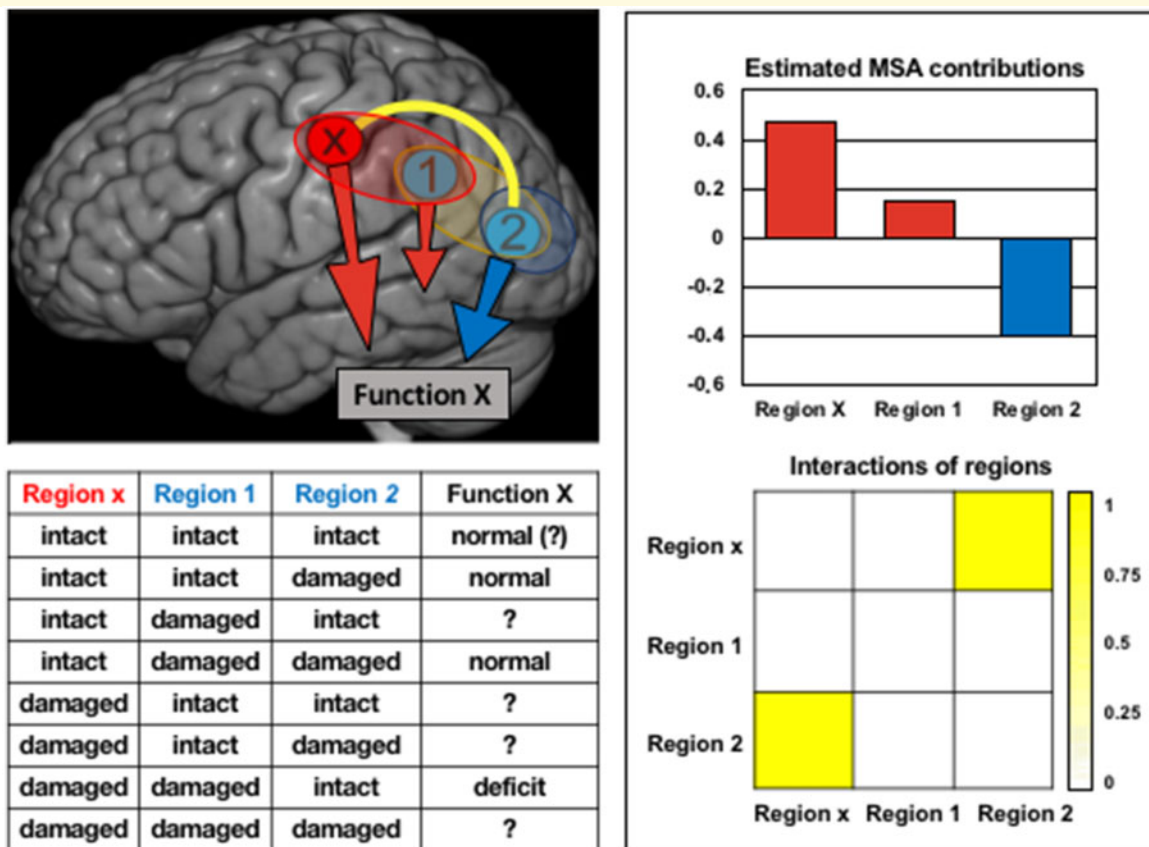 X
1
2
Function X
Region x Region 1 Region 2 Function X
intact intact intact normal (?)
intact intact damaged normal
intact damaged intact ?
intact damaged damaged normal
damaged intact intact ?
damaged intact damaged ?
damaged damaged intact deficit
damaged damaged damaged ?
Estimated MSA contributions
0.6
0.4
0.2
0
-0.2
-0.4
-0.6
Region X Region 1 Region 2
Interactions of regions
Region x
Region 1
Region 2
Region x Region 1 Region 2
1
0.75
0.25
0